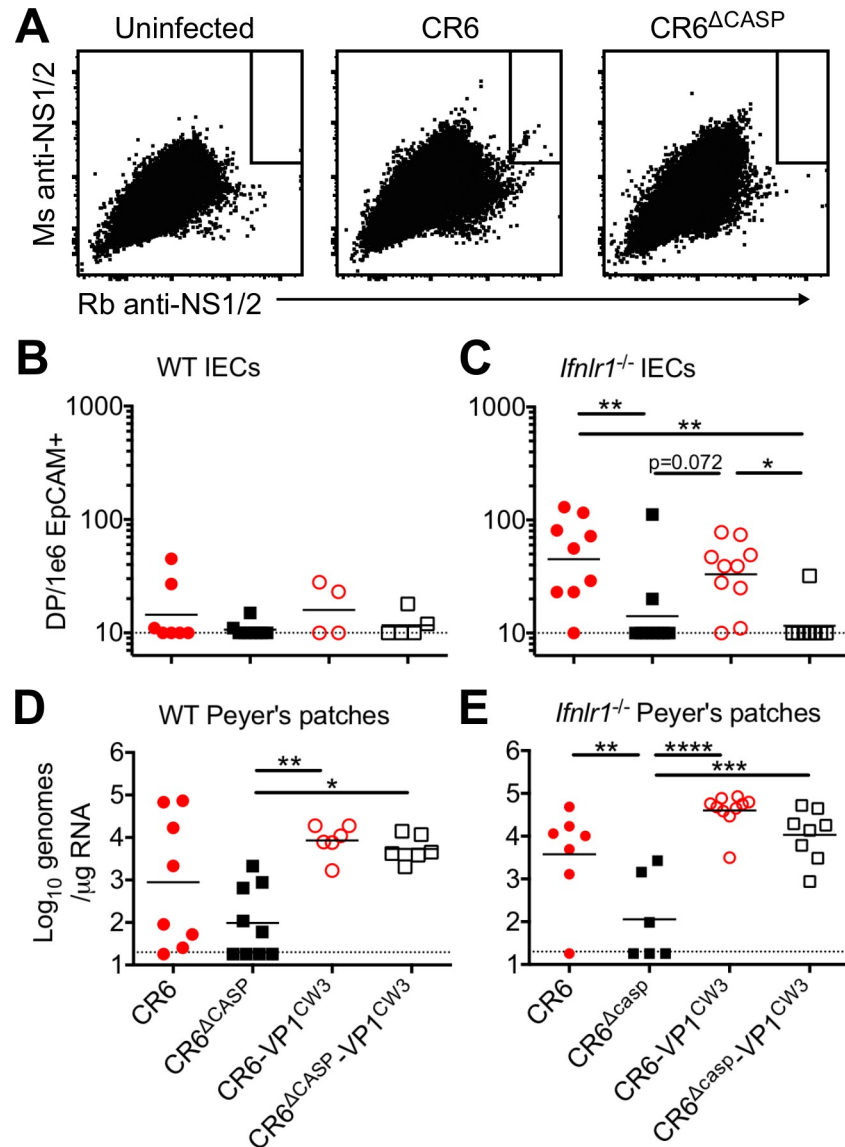 A
Uninfected
CR6
CR6ΔCASP
Ms anti-NS1/2
Rb anti-NS1/2
B
WT IECs
C
Ifnlr1-/- IECs
DP/1e6 EpCAM+
1000
100
10
1000
100
10
**
**
p=0.072
*
D
WT Peyer's patches
E
Ifnlr1-/- Peyer's patches
Log10 genomes
/μg RNA
6
5
4
3
2
1
**
*
6
5
4
3
2
1
**
****
***
CR6
CR6ΔCASP
CR6-VP1CW3
CR6ΔCASP-VP1CW3
CR6
CR6Δcasp
CR6-VP1CW3
CR6Δcasp-VP1CW3